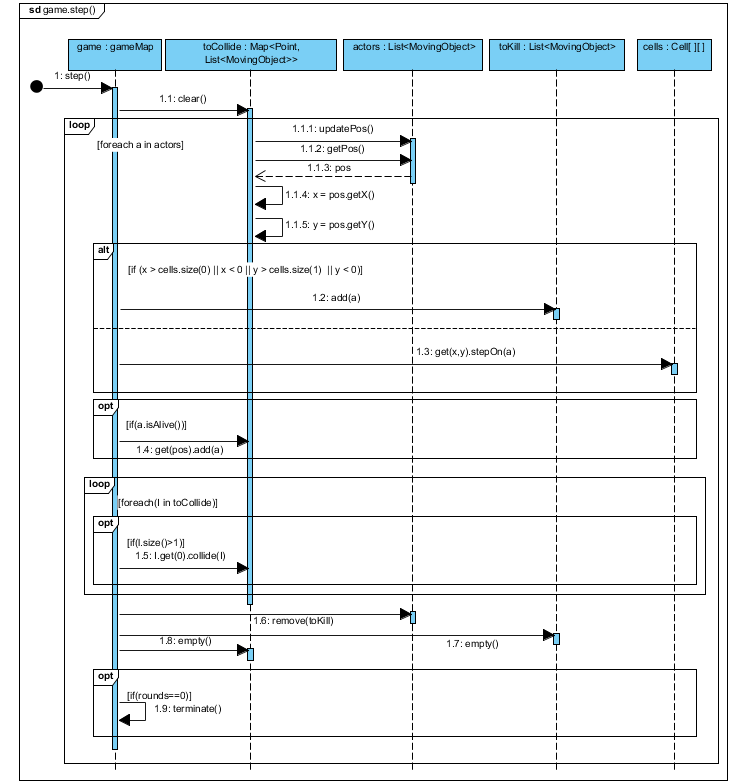 sd game.step()
game : gameMap
toCollide : Map<Point,
List<MovingObject>>
actors : List<MovingObject>
toKill : List<MovingObject>
cells : Cell[ ][ ]
1: step()
1.1: clear()
loop
[foreach a in actors]
1.1.1: updatePos()
1.1.2: getPos()
1.1.3: pos
1.1.4: x = pos.getX()
1.1.5: y = pos.getY()
alt
[if (x > cells.size(0) || x < 0 || y > cells.size(1) || y < 0)]
1.2: add(a)
1.3: get(x,y).stepOn(a)
opt
[if(a.isAlive())]
1.4: get(pos).add(a)
loop
[foreach(l in toCollide)]
opt
[if(l.size()>1)]
1.5: l.get(0).collide(l)
1.6: remove(toKill)
1.8: empty()
1.7: empty()
opt
[if(rounds==0)]
1.9: terminate()